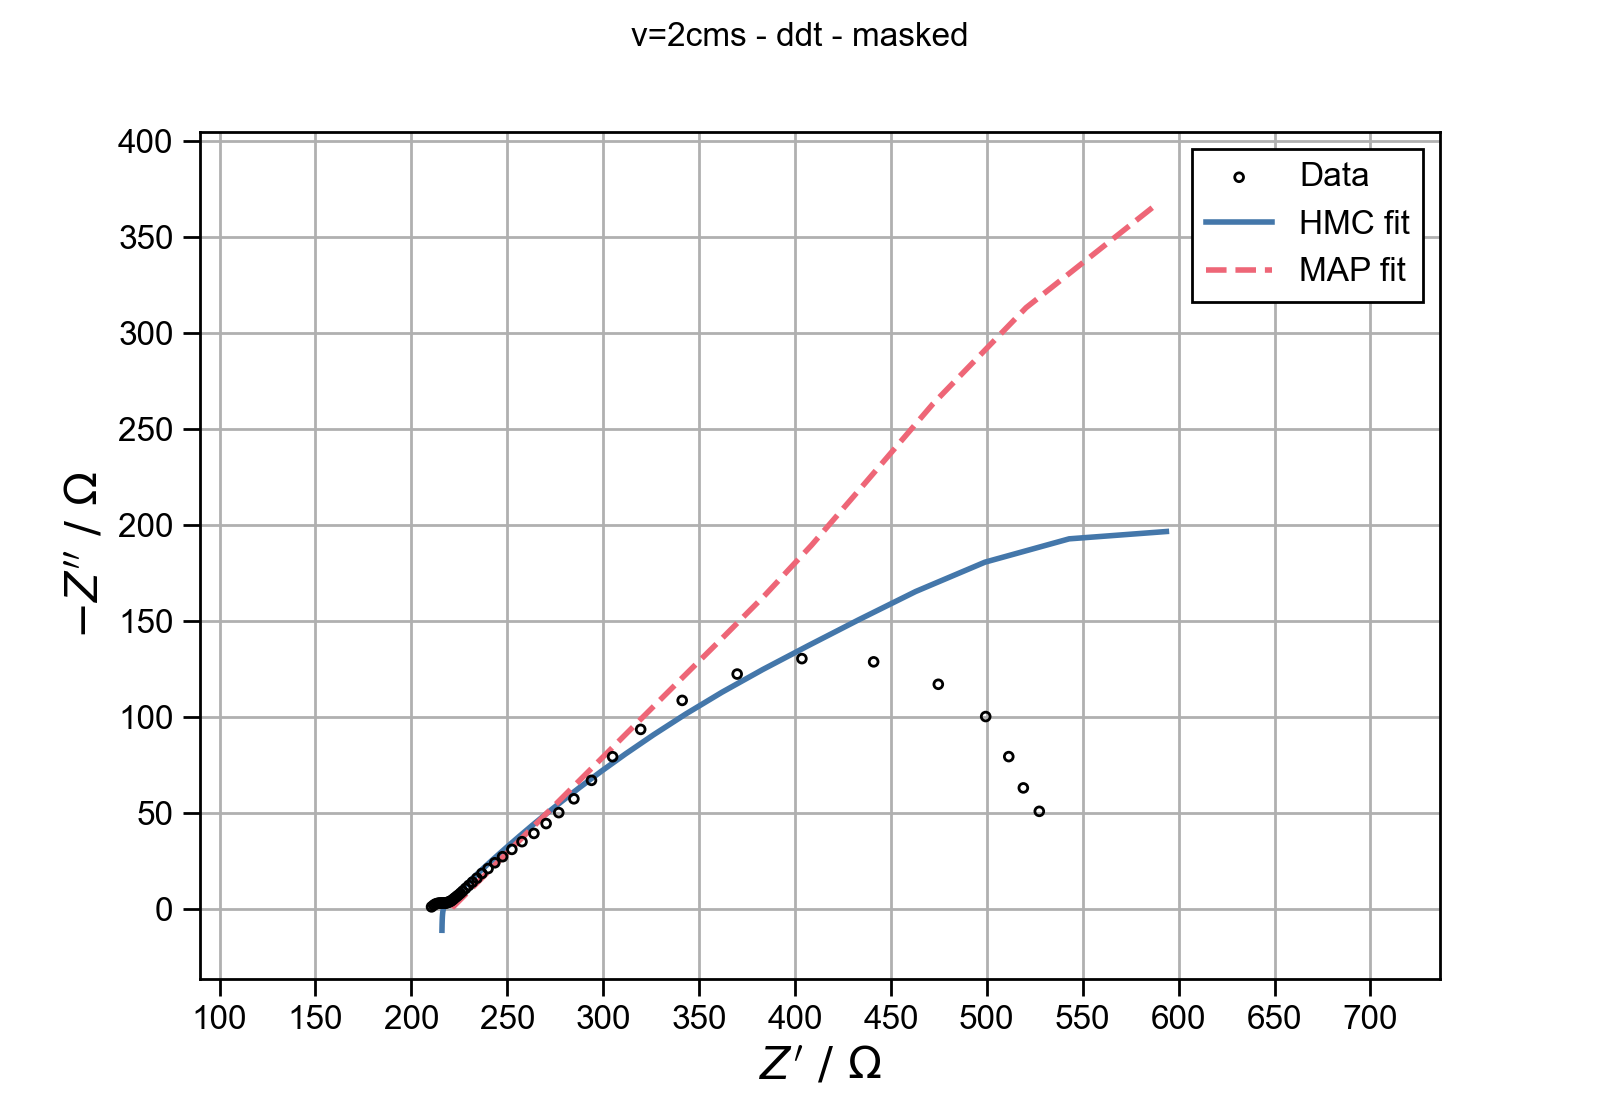 v=2cms - ddt - masked
400
350
300
250
200
150
100
50
0
−Z′′ / Ω
Data
HMC fit
MAP fit
100 150 200 250 300 350 400 450 500 550 600 650 700
Z′ / Ω